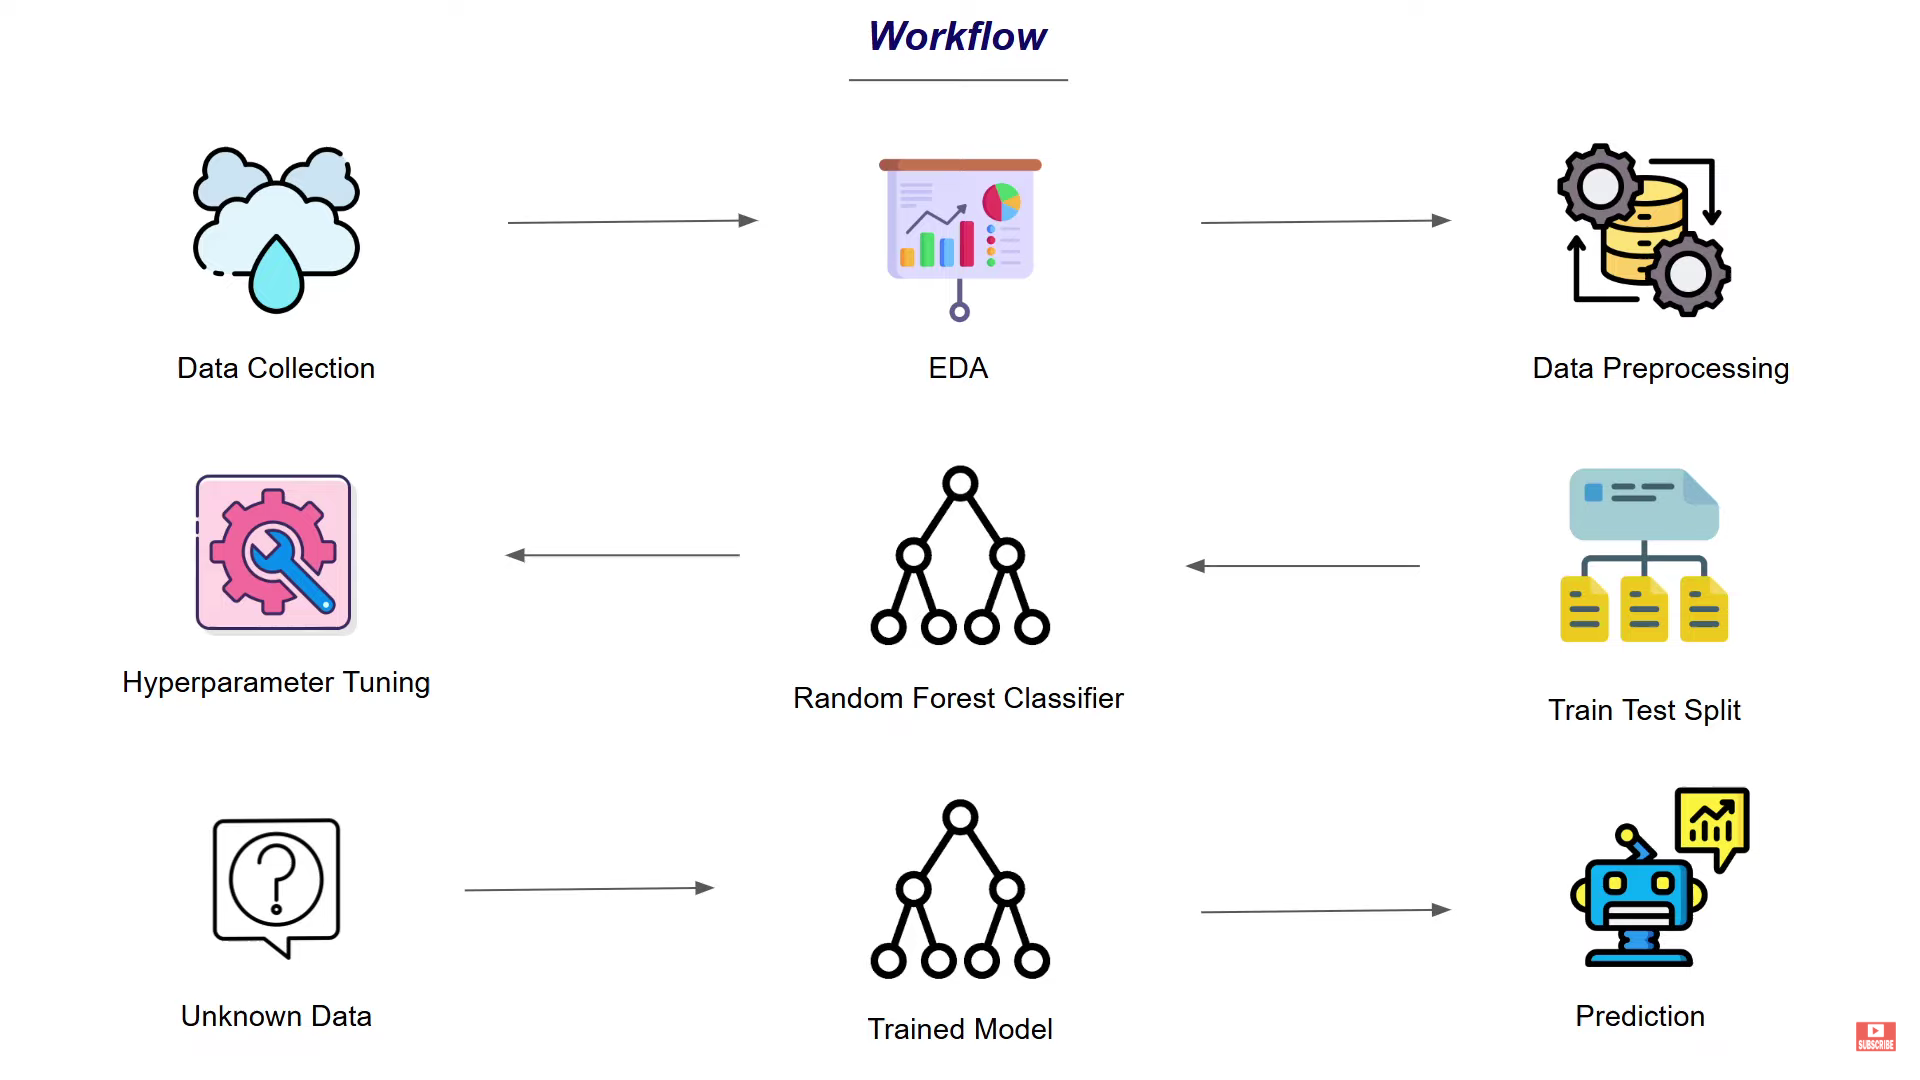 Workflow
Data Collection
EDA
Data Preprocessing
Hyperparameter Tuning
Random Forest Classifier
Train Test Split
Unknown Data
Trained Model
Prediction
SUBSCRIBE